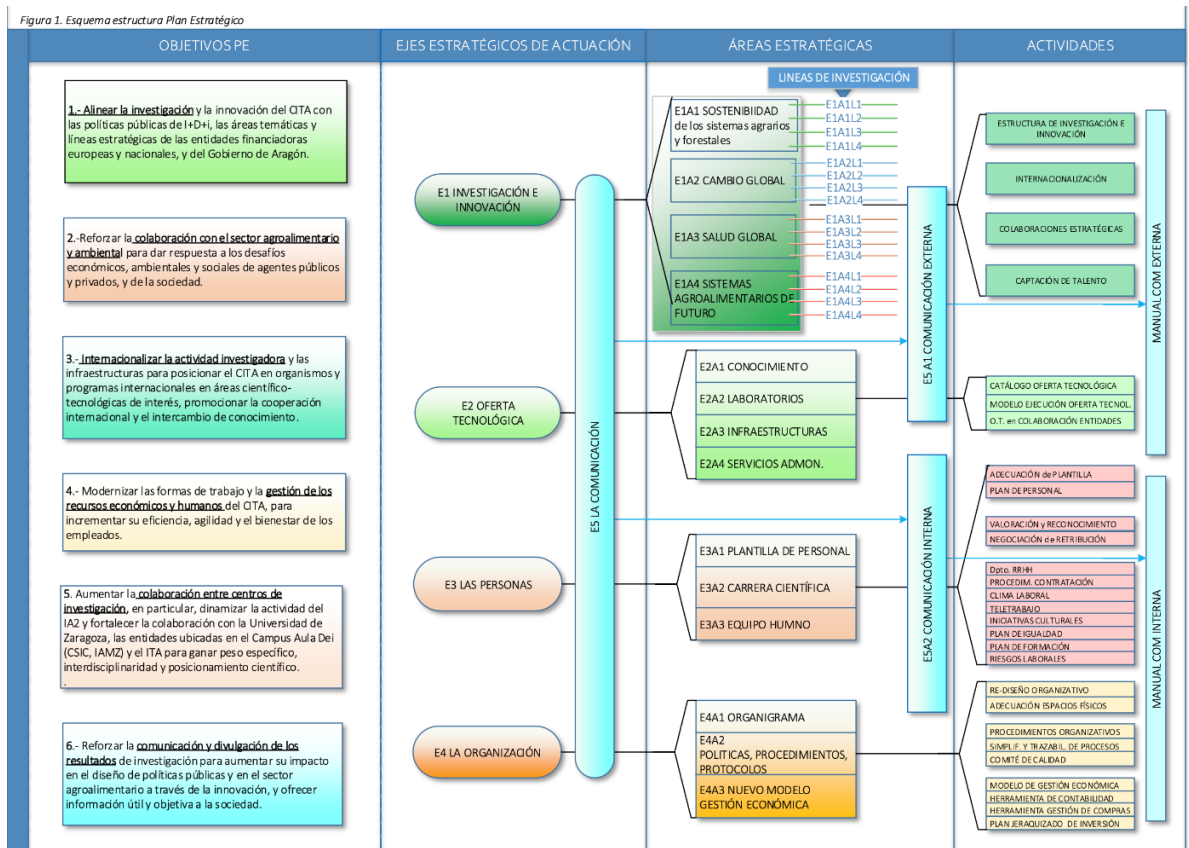 Figura 1. Esquema estructura Plan Estratégico
OBJETIVOS PE
EJES ESTRATÉGICOS DE ACTUACIÓN
ÁREAS ESTRATÉGICAS
ACTIVIDADES
1.- Alinear la investigación y la innovación del CITA con
las políticas públicas de I+D+i, las áreas temáticas y
líneas estratégicas de las entidades financiadoras
europeas y nacionales, y del Gobierno de Aragón.
2.-Reforzar la colaboración con el sector agroalimentario
y ambiental para dar respuesta a los desafíos
económicos, ambientales y sociales de agentes públicos
y privados, y de la sociedad.
3.- Internacionalizar la actividad investigadora y las
infraestructuras para posicionar el CITA en organismos y
programas internacionales en áreas científico-
tecnológicas de interés, promocionar la cooperación
internacional y el intercambio de conocimiento.
4.- Modernizar las formas de trabajo y la gestión de los
recursos económicos y humanos del CITA, para
incrementar su eficiencia, agilidad y el bienestar de los
empleados.
5. Aumentar la colaboración entre centros de
investigación, en particular, dinamizar la actividad del
IA2 y fortalecer la colaboración con la Universidad de
Zaragoza, las entidades ubicadas en el Campus Aula Dei
(CSIC, IAMZ) y el ITA para ganar peso específico,
interdisciplinaridad y posicionamiento científico.
.
6.- Reforzar la comunicación y divulgación de los
resultados de investigación para aumentar su impacto
en el diseño de políticas públicas y en el sector
agroalimentario a través de la innovación, y ofrecer
información útil y objetiva a la sociedad.
E1 INVESTIGACIÓN E
INNOVACIÓN
E2 OFERTA
TECNOLÓGICA
E3 LAS PERSONAS
E4 LA ORGANIZACIÓN
E5 LA COMUNICACIÓN
LINEAS DE INVESTIGACIÓN
E1A1 SOSTENIBIIDAD
de los sistemas agrarios
y forestales
E1A1L1
E1A1L2
E1A1L3
E1A1L4
E1A2 CAMBIO GLOBAL
E1A2L1
E1A2L2
E1A2L3
E1A2L4
E1A3 SALUD GLOBAL
E1A3L1
E1A3L2
E1A3L3
E1A3L4
E1A4 SISTEMAS
AGROALIMENTARIOS DE
FUTURO
E1A4L1
E1A4L2
E1A4L3
E1A4L4
E2A1 CONOCIMIENTO
E2A2 LABORATORIOS
E2A3 INFRAESTRUCTURAS
E2A4 SERVICIOS ADMON.
E3A1 PLANTILLA DE PERSONAL
E3A2 CARRERA CIENTÍFICA
E3A3 EQUIPO HUMNO
E4A1 ORGANIGRAMA
E4A2
POLITICAS, PROCEDIMIENTOS,
PROTOCOLOS
E4A3 NUEVO MODELO
GESTIÓN ECONÓMICA
E5 A1 COMUNICACIÓN EXTERNA
E5A2 COMUNICACIÓN INTERNA
ESTRUCTURA DE INVESTIGACIÓN E
INNOVACIÓN
INTERNACIONALIZACIÓN
COLABORACIONES ESTRATÉGICAS
CAPTACIÓN DE TALENTO
CATÁLOGO OFERTA TECNOLÓGICA
MODELO EJECUCIÓN OFERTA TECNOL.
O.T. en COLABORACIÓN ENTIDADES
ADECUACIÓN de PLANTILLA
PLAN DE PERSONAL
VALORACIÓN y RECONOCIMIENTO
NEGOCIACIÓN de RETRIBUCIÓN
Dpto. RRHH
PROCEDIM. CONTRATACIÓN
CLIMA LABORAL
TELETRABAJO
INICIATIVAS CULTURALES
PLAN DE IGUALDAD
PLAN DE FORMACIÓN
RIESGOS LABORALES
RE-DISEÑO ORGANIZATIVO
ADECUACIÓN ESPACIOS FÍSICOS
PROCEDIMIENTOS ORGANIZATIVOS
SIMPLIF. Y TRAZABIL. DE PROCESOS
COMITÉ DE CALIDAD
MODELO DE GESTIÓN ECONÓMICA
HERRAMIENTA DE CONTABILIDAD
HERRAMIENTA GESTIÓN DE COMPRAS
PLAN JERAQUIZADO DE INVERSIÓN
MANUAL COM EXTERNA
MANUAL COM INTERNA